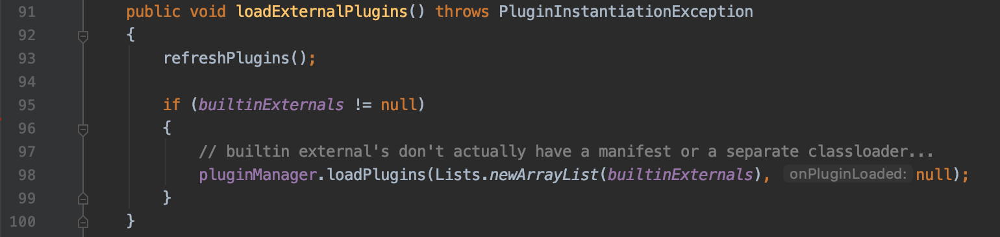 91 public void loadExternalPlugins() throws PluginInstantiationException
92 {
93 refreshPlugins();
94
95 if (builtinExternals != null)
96 {
97 // builtin external's don't actually have a manifest or a separate classloader...
98 pluginManager.loadPlugins(Lists.newArrayList(builtinExternals), onPluginLoaded: null);
99 }
100 }